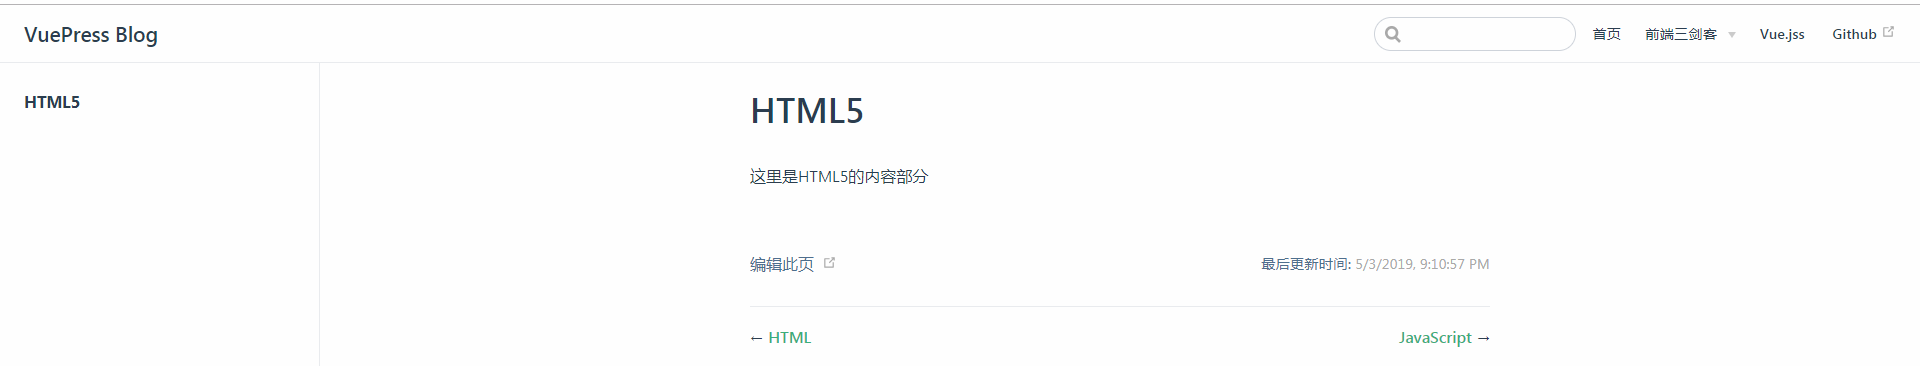 VuePress Blog
首页 前端三剑客 Vue.jss Github
HTML5
HTML5
这里是HTML5的内容部分
编辑此页 最后更新时间: 5/3/2019, 9:10:57 PM
← HTML JavaScript →